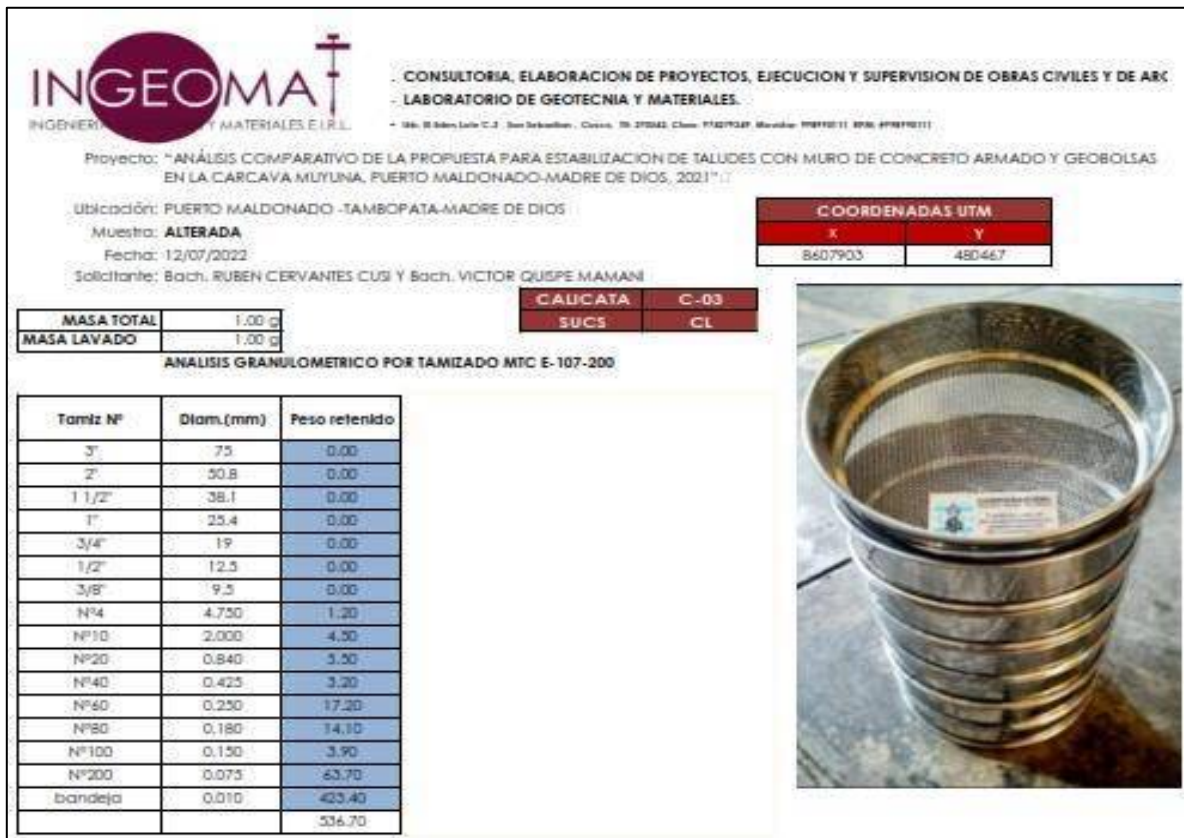 INGEOMAT
INGENIERI Y MATERIALES E.I.R.L.
. CONSULTORIA, ELABORACION DE PROYECTOS, EJECUCION Y SUPERVISION DE OBRAS CIVILES Y DE ARC
- LABORATORIO DE GEOTECNIA Y MATERIALES.
Proyecto: "ANÁLISIS COMPARATIVO DE LA PROPUESTA PARA ESTABILIZACION DE TALUDES CON MURO DE CONCRETO ARMADO Y GEOBOLSAS
EN LA CARCAVA MUYUNA, PUERTO MALDONADO-MADRE DE DIOS, 2021"
Ubicación: PUERTO MALDONADO -TAMBOPATA-MADRE DE DIOS
Muestra: ALTERADA
Fecha: 12/07/2022
Solicitante: Bach. RUBEN CERVANTES CUSI Y Bach. VICTOR QUISPE MAMANI
COORDENADAS UTM
X Y
8607903 480467
CALICATA C-03
SUCS CL
MASA TOTAL 1.00 g
MASA LAVADO 1.00 g
ANALISIS GRANULOMETRICO POR TAMIZADO MTC E-107-200
Tamiz Nº Diam.(mm) Peso retenido
3" 75 0.00
2" 50.8 0.00
1 1/2" 38.1 0.00
1" 25.4 0.00
3/4" 19 0.00
1/2" 12.5 0.00
3/8" 9.5 0.00
Nº4 4.750 1.20
Nº10 2.000 4.50
Nº20 0.840 3.50
Nº40 0.425 3.20
Nº60 0.250 17.20
Nº80 0.180 14.10
Nº100 0.150 3.90
Nº200 0.075 63.70
bandeja 0.010 425.40
536.70